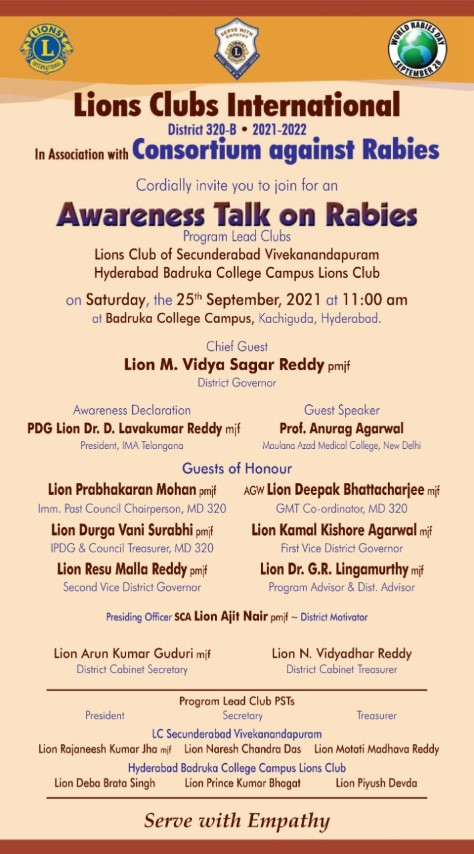 LIONS
L
INTERNATIONAL
SERVE WITH
EMPATHY
L
WORLD RABIES DAY
SEPTEMBER 28
Lions Clubs International
District 320-B • 2021-2022
In Association with Consortium against Rabies
Cordially invite you to join for an
Awareness Talk on Rabies
Program Lead Clubs
Lions Club of Secunderabad Vivekanandapuram
Hyderabad Badruka College Campus Lions Club
on Saturday, the 25th September, 2021 at 11:00 am
at Badruka College Campus, Kachiguda, Hyderabad.
Chief Guest
Lion M. Vidya Sagar Reddy pmjf
District Governor
Awareness Declaration
PDG Lion Dr. D. Lavakumar Reddy mjf
President, IMA Telangana
Guest Speaker
Prof. Anurag Agarwal
Maulana Azad Medical College, New Delhi
Guests of Honour
Lion Prabhakaran Mohan pmjf
Imm. Past Council Chairperson, MD 320
AGW Lion Deepak Bhattacharjee mjf
GMT Co-ordinator, MD 320
Lion Durga Vani Surabhi pmjf
IPDG & Council Treasurer, MD 320
Lion Kamal Kishore Agarwal mjf
First Vice District Governor
Lion Resu Malla Reddy pmjf
Second Vice District Governor
Lion Dr. G.R. Lingamurthy mjf
Program Advisor & Dist. Advisor
Presiding Officer SCA Lion Ajit Nair pmjf ~ District Motivator
Lion Arun Kumar Guduri mjf
District Cabinet Secretary
Lion N. Vidyadhar Reddy
District Cabinet Treasurer
Program Lead Club PSTs
President Secretary Treasurer
LC Secunderabad Vivekanandapuram
Lion Rajaneesh Kumar Jha mjf Lion Naresh Chandra Das Lion Motati Madhava Reddy
Hyderabad Badruka College Campus Lions Club
Lion Deba Brata Singh Lion Prince Kumar Bhagat Lion Piyush Devda
Serve with Empathy